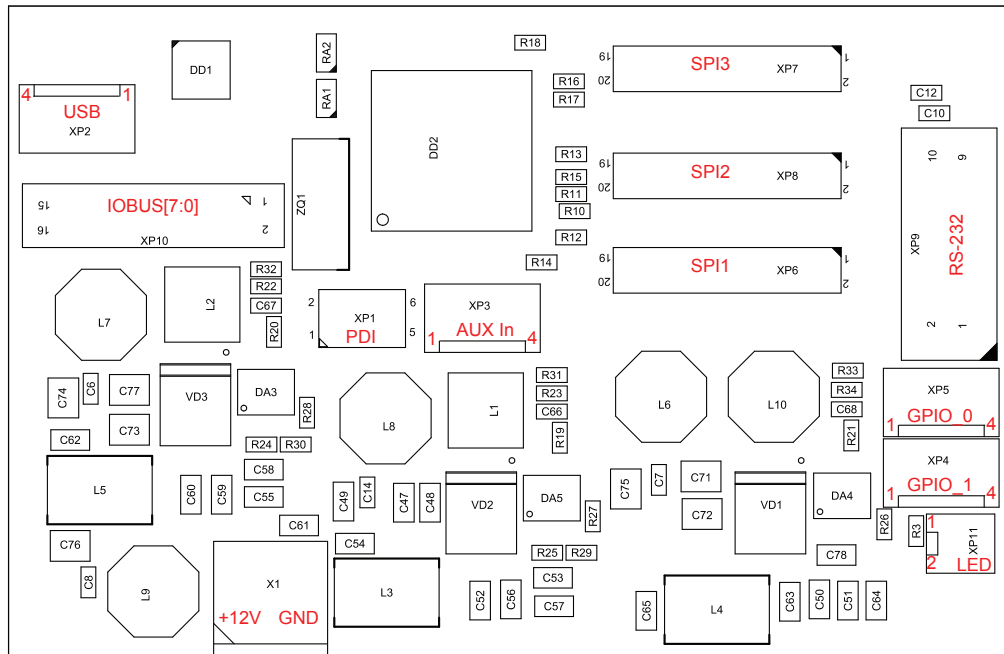 R18
RA2
DD1
19 SPI3 XP7 1
20 2
R16
R17
RA1
4 1
USB
XP2
C12
C10
DD2
R13
19 SPI2 XP8 1
20 2
R15
R11
R10
R12
R14
10 9
XP9 RS-232
2 1
15 IOBUS[7:0] 1
16 2
XP10
ZQ1
19 SPI1 XP6 1
20 2
R32
R22
C67
R20
L2
L7
2 6
XP1
1 PDI 5
XP3
1 AUX In 4
C74
C6
C77
C73
C62
VD3
DA3
R28
R24 R30
L8
L1
R31
R23
C66
R19
L6
L10
R33
R34
C68
R21
XP5
1 GPIO_0 4
XP4
1 GPIO_1 4
L5
C60
C59
C58
C55
C61
C49
C14
C47
C48
C54
VD2
DA5
R27
R25 R29
C75
C7
C71
C72
VD1
DA4
R26
R3
1
XP11
2 LED
C78
C76
C8
L9
X1
+12V GND
L3
C52
C56
C53
C57
C65
L4
C63
C50
C51
C64